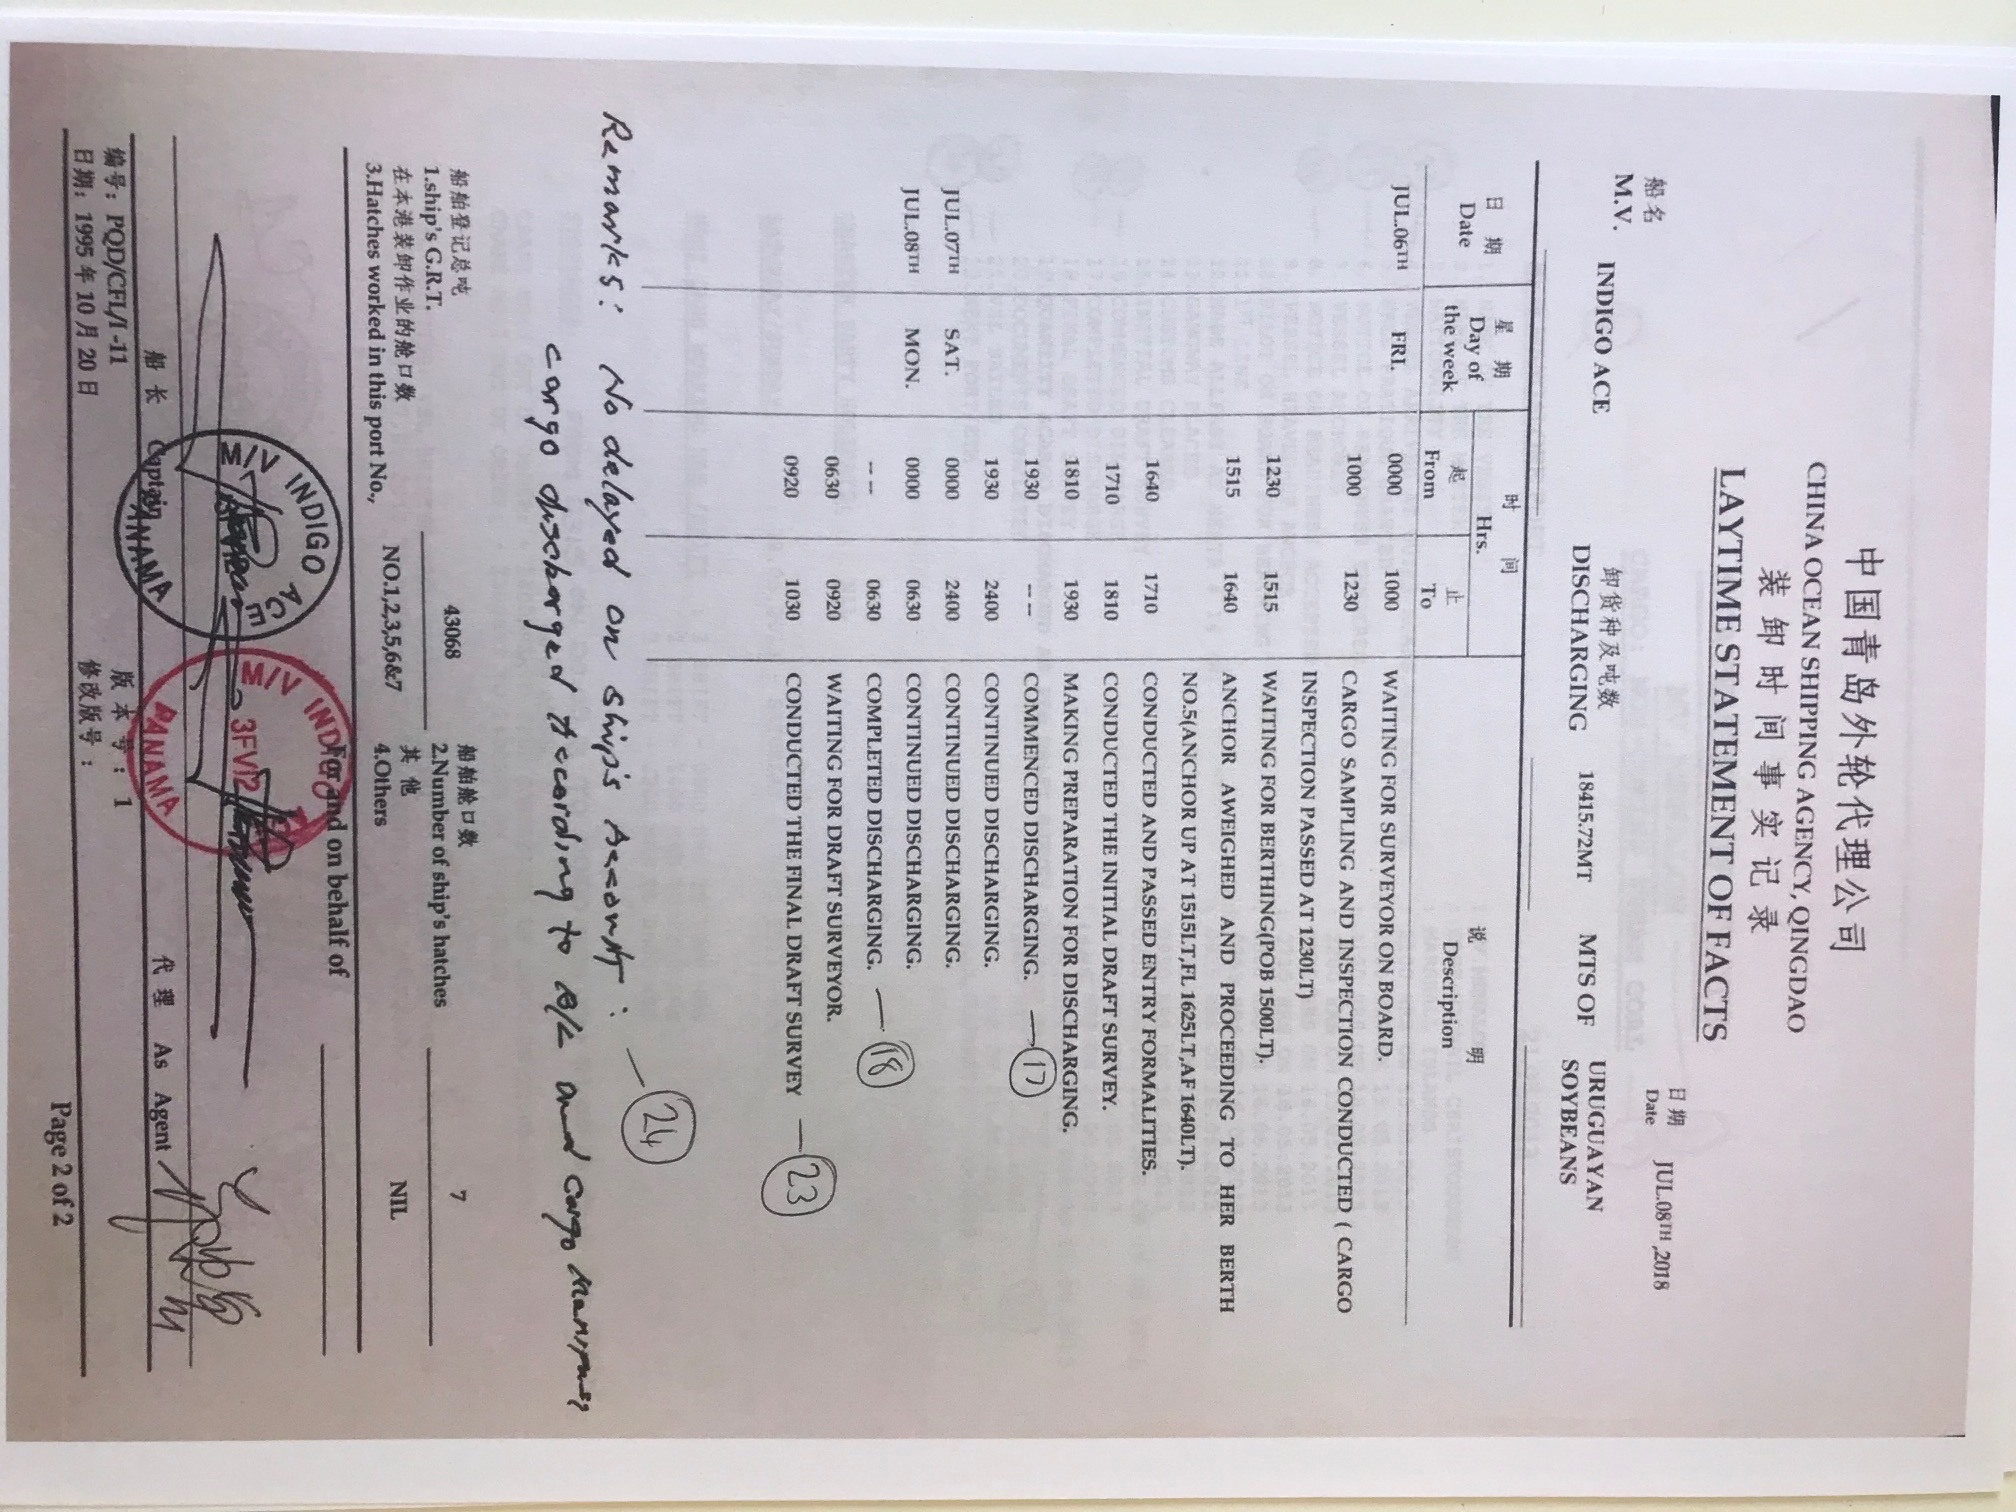 中国青岛外轮代理公司
CHINA OCEAN SHIPPING AGENCY, QINGDAO
装卸时间事实记录
LAYTIME STATEMENT OF FACTS
日期 Date JUL.08TH,2018
船名
M.V. INDIGO ACE
卸货种及吨数
DISCHARGING 18415.72MT MTS OF URUGUAYAN SOYBEANS
日期 星期 时间 说明
Date Day of the week Hrs. Description
起 止
From To
JUL.06TH FRI. 0000 1000 WAITING FOR SURVEYOR ON BOARD.
1000 1230 CARGO SAMPLING AND INSPECTION CONDUCTED ( CARGO
INSPECTION PASSED AT 1230LT)
1230 1515 WAITING FOR BERTHING(POB 1500LT).
1515 1640 ANCHOR AWEIGHED AND PROCEEDING TO HER BERTH
NO.5(ANCHOR UP AT 1515LT,FL 1625LT,AF 1640LT).
1640 1710 CONDUCTED AND PASSED ENTRY FORMALITIES.
1710 1810 CONDUCTED THE INITIAL DRAFT SURVEY.
1810 1930 MAKING PREPARATION FOR DISCHARGING.
1930 -- COMMENCED DISCHARGING. — 17
1930 2400 CONTINUED DISCHARGING.
JUL.07TH SAT. 0000 2400 CONTINUED DISCHARGING.
JUL.08TH MON. 0000 0630 CONTINUED DISCHARGING.
-- 0630 COMPLETED DISCHARGING. — 18
0630 0920 WAITING FOR DRAFT SURVEYOR.
0920 1030 CONDUCTED THE FINAL DRAFT SURVEY — 23
24
Remarks: No delayed on ship's Account:
cargo discharged According to B/L and Cargo
船舶登记总吨 船舶舱口数
1.ship's G.R.T. 43068 2.Number of ship's hatches 7
在本港装卸作业的舱口数 其他
3.Hatches worked in this port No., NO.1,2,3,5,6&7 4.Others NIL
For and on behalf of
M/V INDIGO ACE PANAMA
M/V INDIGO ACE 3FVI2 PANAMA
船长 Captain 代理 As Agent
编号: PQD/CFL/I -11 版本号: 1
日期: 1995 年 10 月 20 日 修改版号:
Page 2 of 2